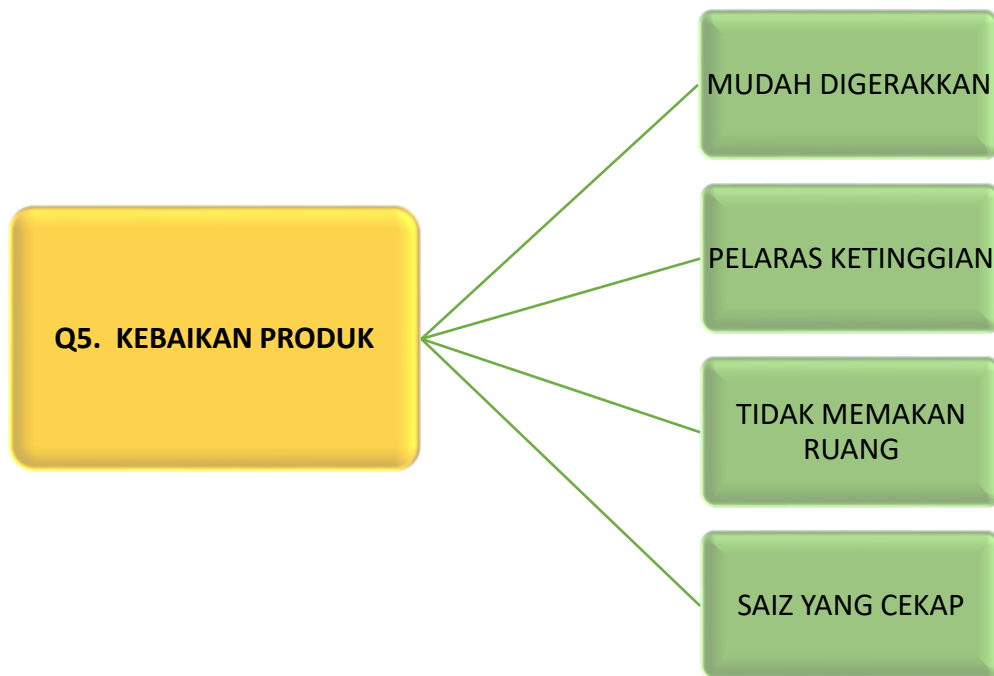 Q5. KEBAIKAN PRODUK
MUDAH DIGERAKKAN
PELARAS KETINGGIAN
TIDAK MEMAKAN
RUANG
SAIZ YANG CEKAP